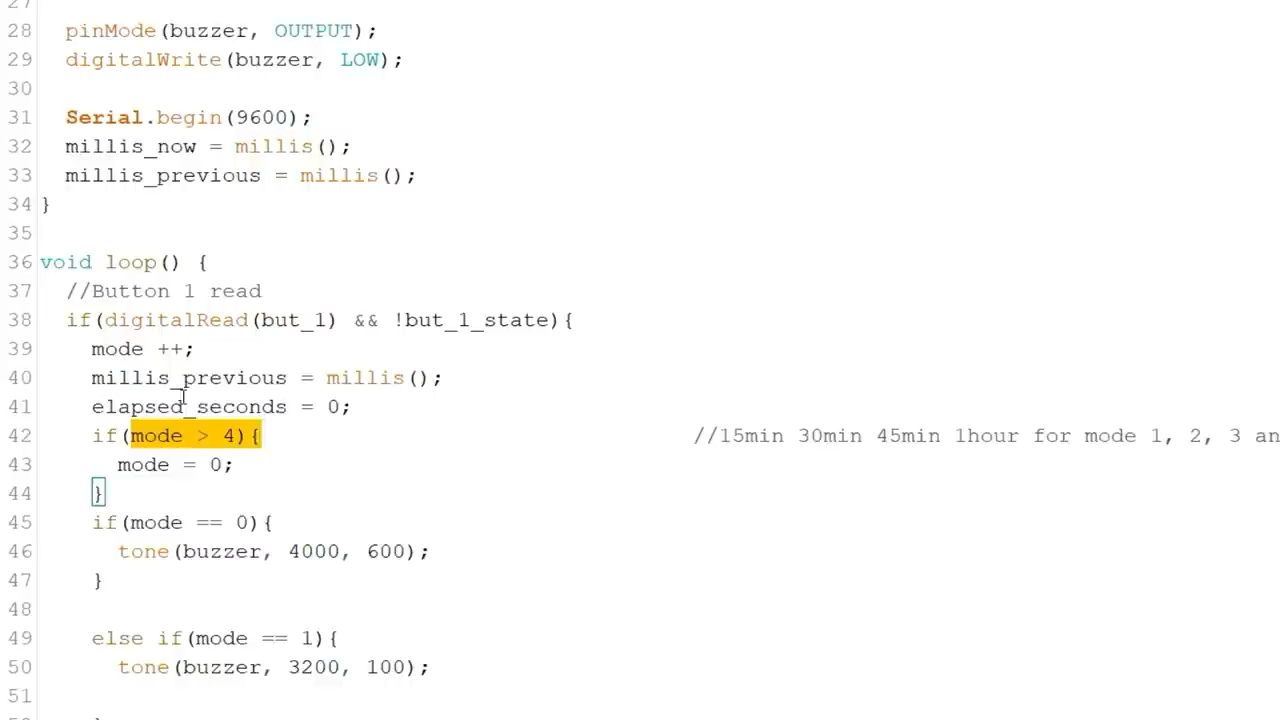 27
28 pinMode(buzzer, OUTPUT);
29 digitalWrite(buzzer, LOW);
30
31 Serial.begin(9600);
32 millis_now = millis();
33 millis_previous = millis();
34 }
35
36 void loop() {
37 //Button 1 read
38 if(digitalRead(but_1) && !but_1_state){
39 mode ++;
40 millis_previous = millis();
41 elapsed_seconds = 0;
42 if(mode > 4){ //15min 30min 45min 1hour for mode 1, 2, 3 an
43 mode = 0;
44 }
45 if(mode == 0){
46 tone(buzzer, 4000, 600);
47 }
48
49 else if(mode == 1){
50 tone(buzzer, 3200, 100);
51